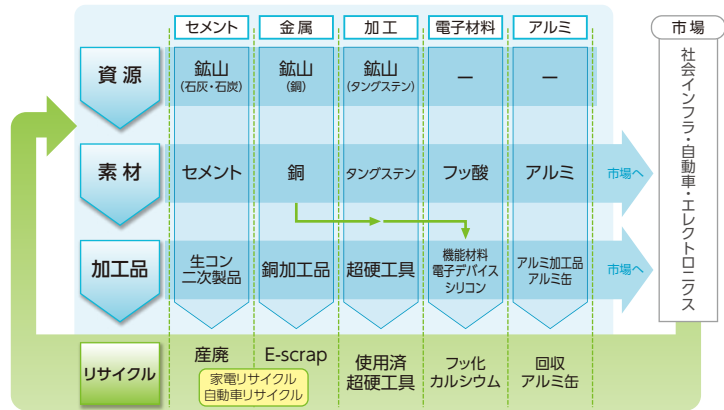 セメント
金属
加工
電子材料
アルミ
市場
資源
鉱山
(石灰・石炭)
鉱山
(銅)
鉱山
(タングステン)
ー
ー
素材
セメント
銅
タングステン
フッ酸
アルミ
市場へ
加工品
生コン
二次製品
銅加工品
超硬工具
機能材料
電子デバイス
シリコン
アルミ加工品
アルミ缶
市場へ
社会インフラ・自動車・エレクトロニクス
リサイクル
産廃
E-scrap
家電リサイクル
自動車リサイクル
使用済
超硬工具
フッ化
カルシウム
回収
アルミ缶